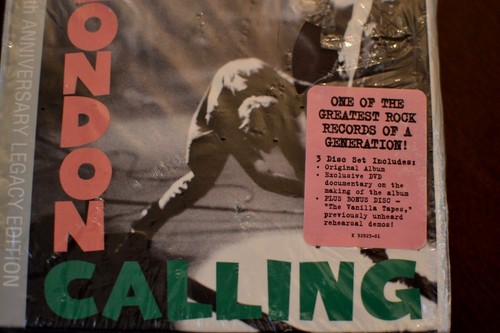 ANNIVERSARY LEGACY EDITION
ONDON
CALLING
ONE OF THE
GREATEST ROCK
RECORDS OF A
GENERATION!
3 Disc Set Includes:
• Original Album
• Exclusive DVD
documentary on the
making of the album
• PLUS BONUS DISC –
"The Vanilla Tapes,"
previously unheard
rehearsal demos!